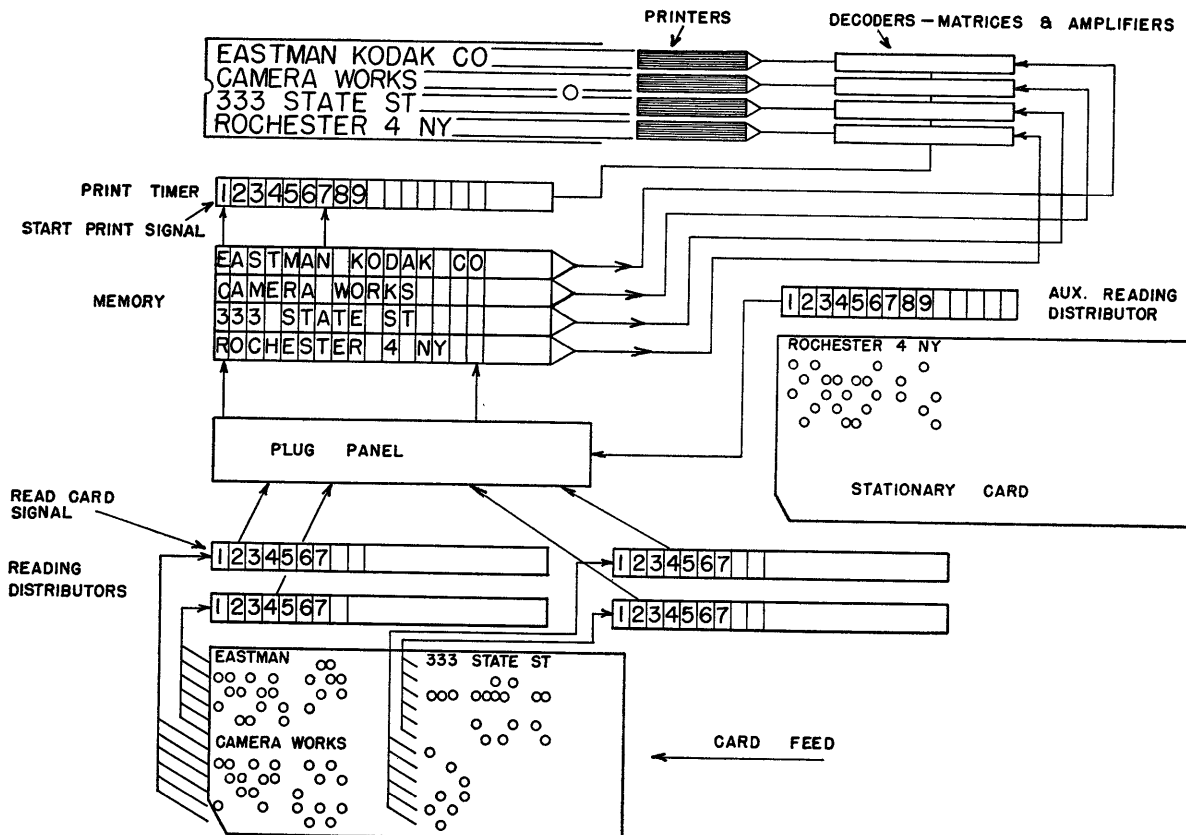 PRINTERS
DECODERS — MATRICES & AMPLIFIERS
EASTMAN KODAK CO
CAMERA WORKS
333 STATE ST
ROCHESTER 4 NY
PRINT TIMER
123456789
START PRINT SIGNAL
MEMORY
EASTMAN KODAK CO
CAMERA WORKS
333 STATE ST
ROCHESTER 4 NY
123456789
AUX. READING
DISTRIBUTOR
ROCHESTER 4 NY
STATIONARY CARD
PLUG PANEL
READ CARD
SIGNAL
READING
DISTRIBUTORS
1234567
1234567
1234567
1234567
EASTMAN
CAMERA WORKS
333 STATE ST
CARD FEED